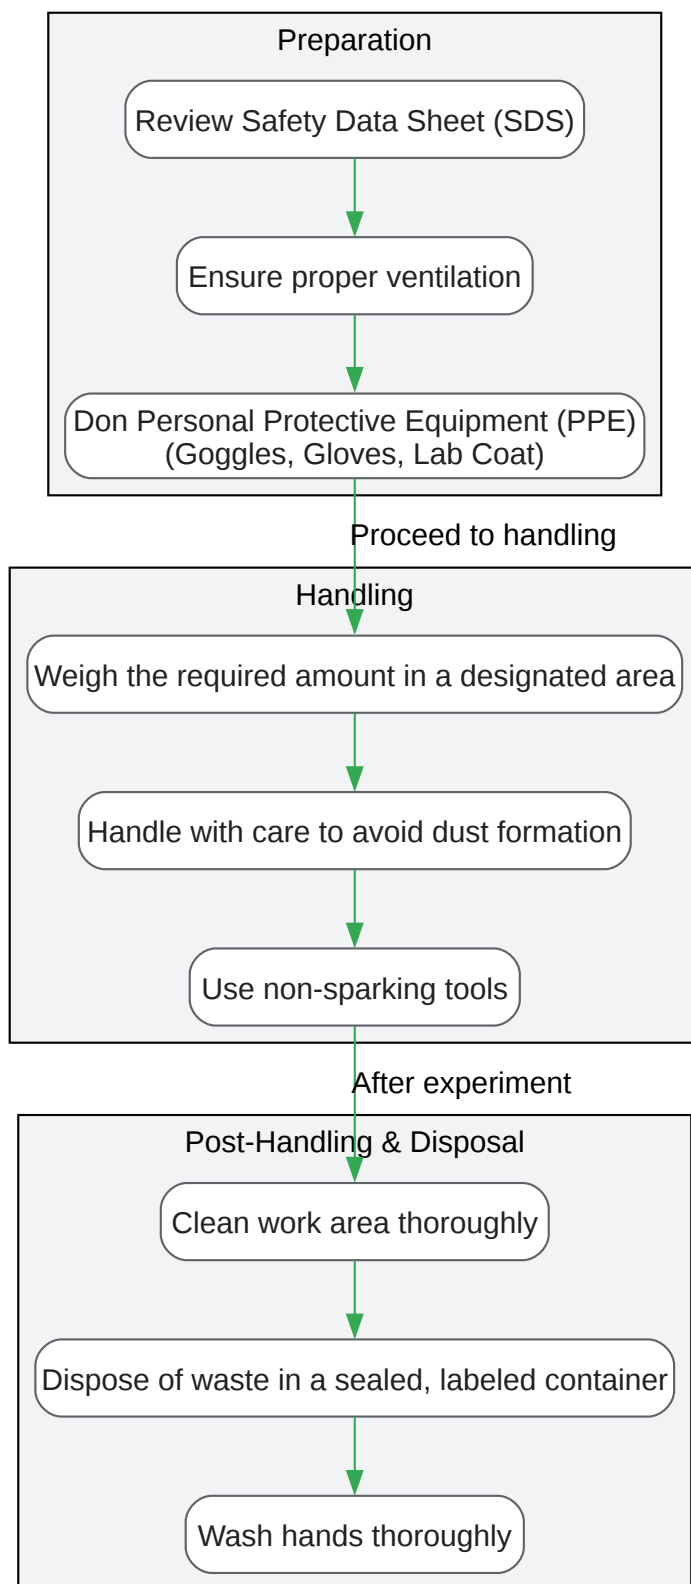 Preparation
Review Safety Data Sheet (SDS)
Ensure proper ventilation
Don Personal Protective Equipment (PPE)
(Goggles, Gloves, Lab Coat)
Proceed to handling
Handling
Weigh the required amount in a designated area
Handle with care to avoid dust formation
Use non-sparking tools
After experiment
Post-Handling & Disposal
Clean work area thoroughly
Dispose of waste in a sealed, labeled container
Wash hands thoroughly